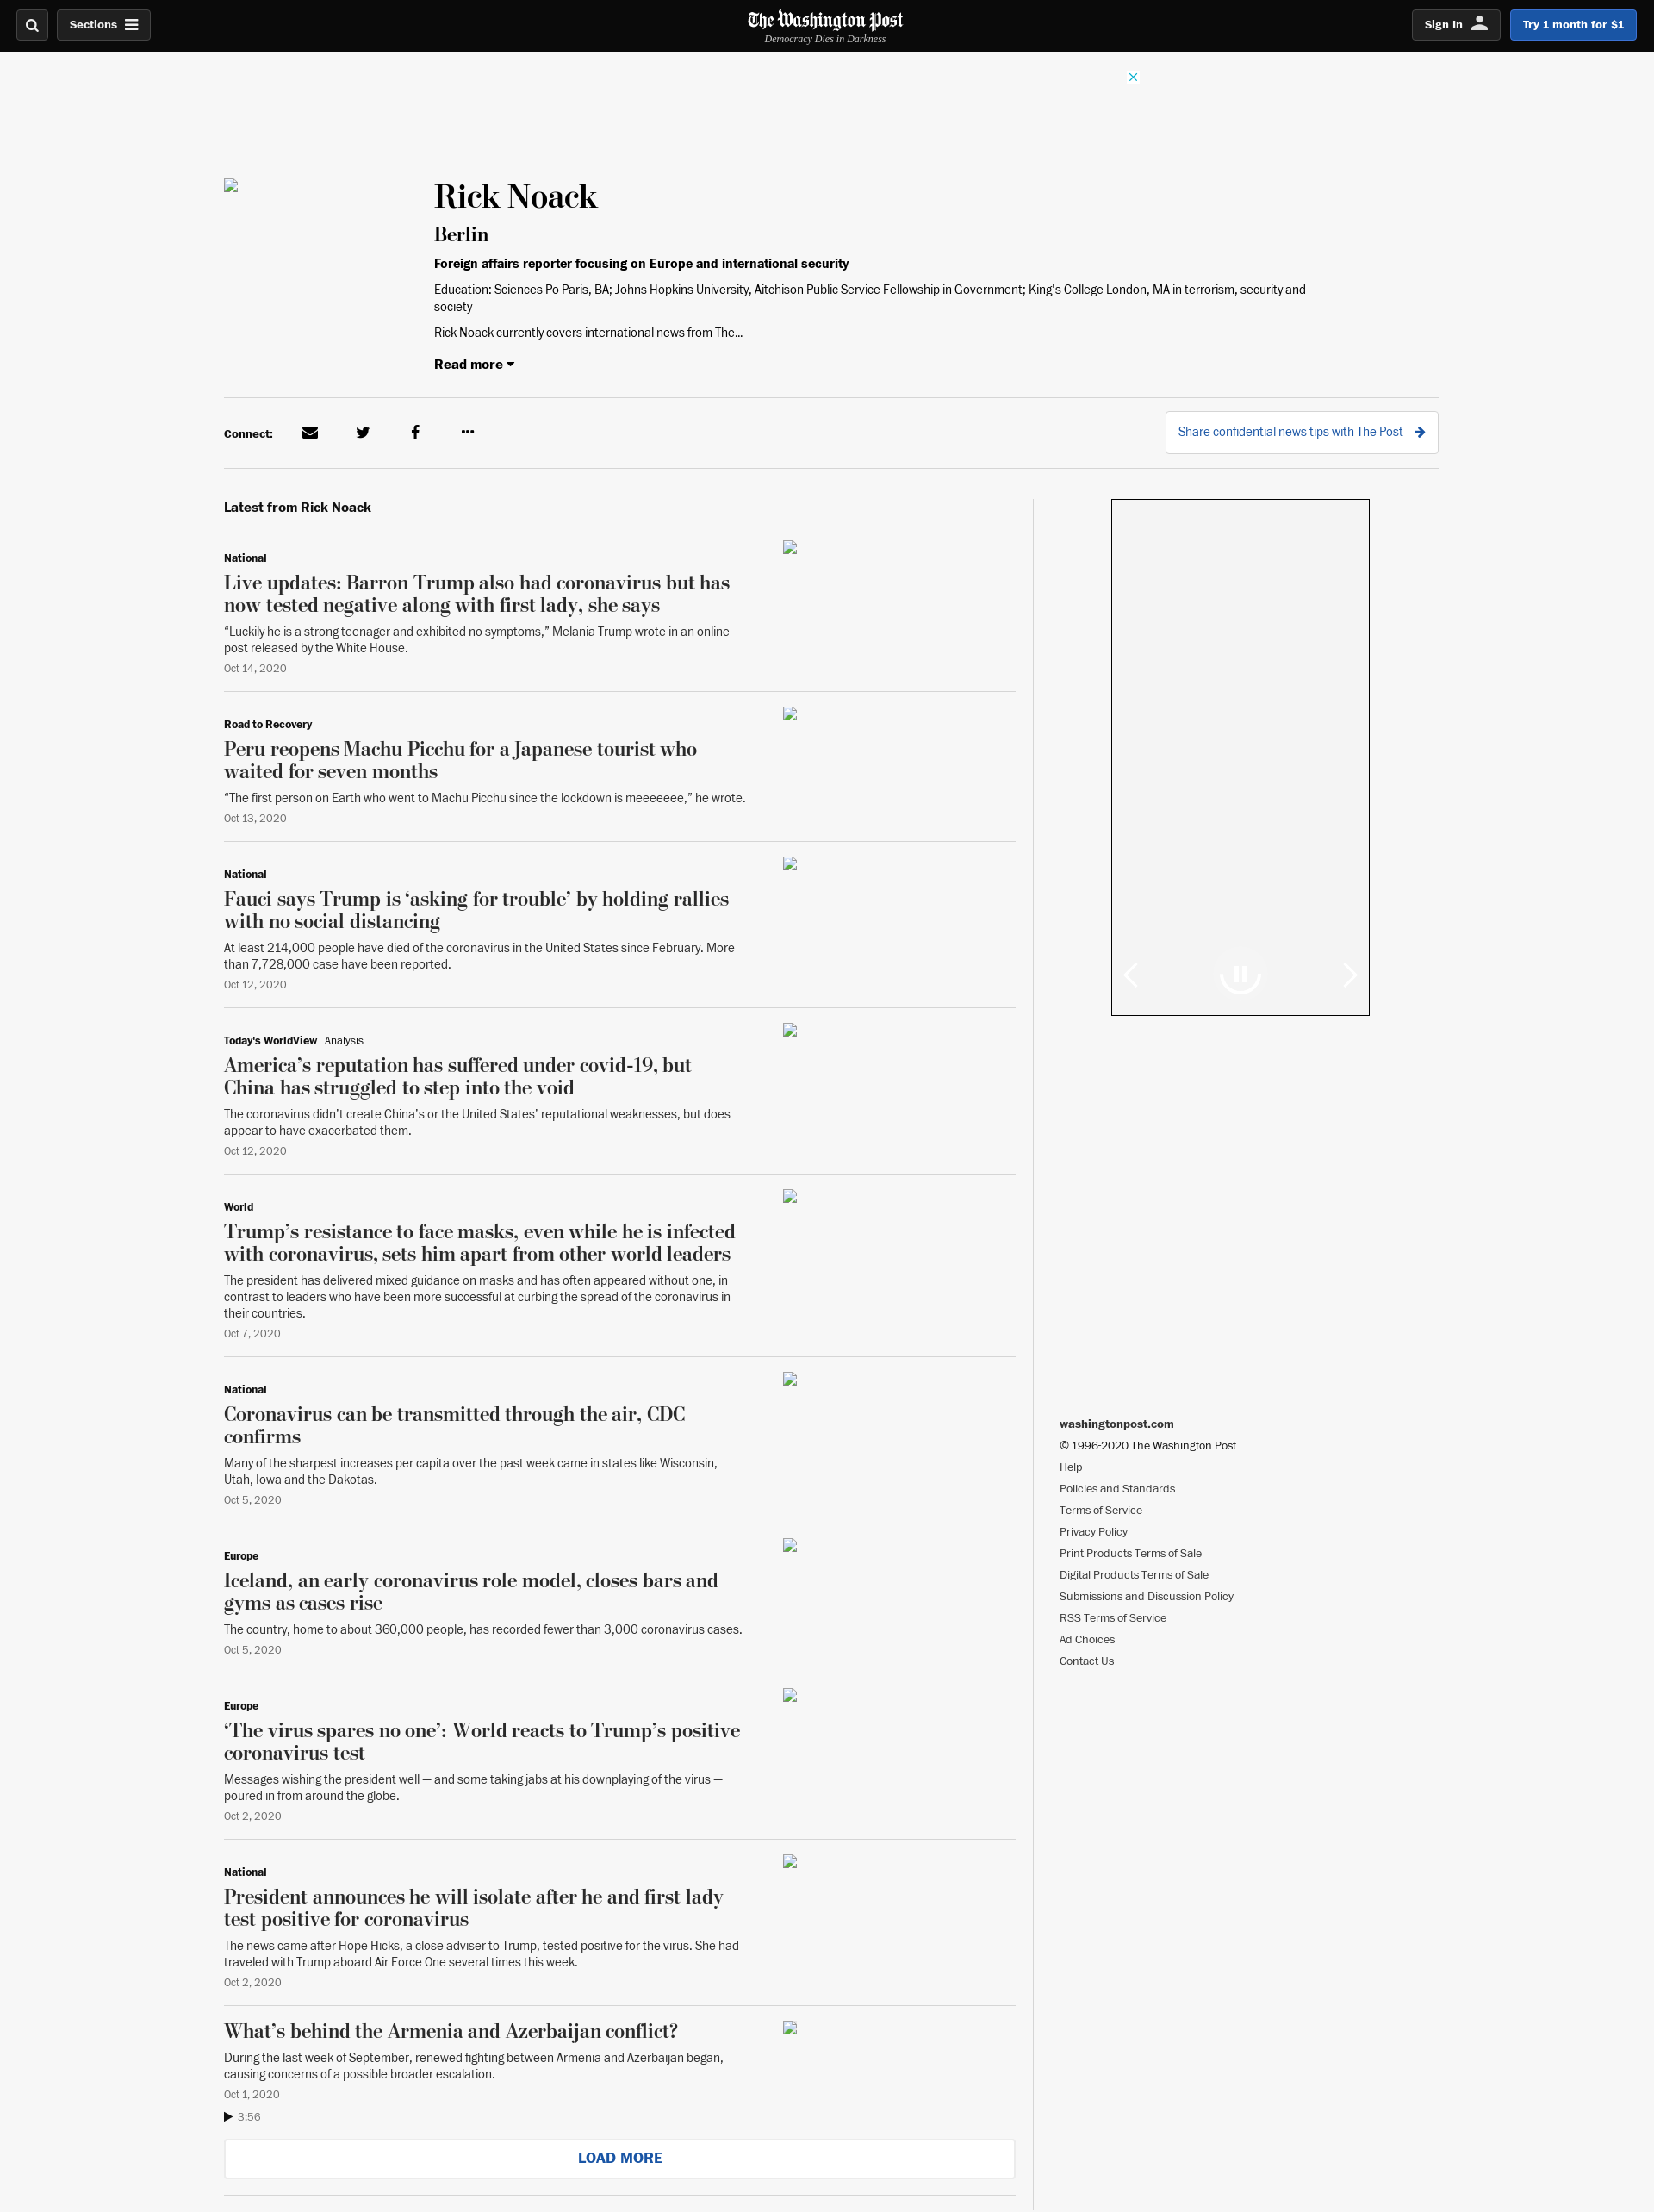 Sections
The Washington Post
Democracy Dies in Darkness
Sign In
Try 1 month for $1
Rick Noack
Berlin
Foreign affairs reporter focusing on Europe and international security
Education: Sciences Po Paris, BA; Johns Hopkins University, Aitchison Public Service Fellowship in Government; King's College London, MA in terrorism, security and
society
Rick Noack currently covers international news from The...
Read more
Connect:
Share confidential news tips with The Post
Latest from Rick Noack
National
Live updates: Barron Trump also had coronavirus but has
now tested negative along with first lady, she says
“Luckily he is a strong teenager and exhibited no symptoms,” Melania Trump wrote in an online
post released by the White House.
Oct 14, 2020
Road to Recovery
Peru reopens Machu Picchu for a Japanese tourist who
waited for seven months
“The first person on Earth who went to Machu Picchu since the lockdown is meeeeeee,” he wrote.
Oct 13, 2020
National
Fauci says Trump is ‘asking for trouble’ by holding rallies
with no social distancing
At least 214,000 people have died of the coronavirus in the United States since February. More
than 7,728,000 case have been reported.
Oct 12, 2020
Today's WorldView Analysis
America’s reputation has suffered under covid-19, but
China has struggled to step into the void
The coronavirus didn’t create China’s or the United States’ reputational weaknesses, but does
appear to have exacerbated them.
Oct 12, 2020
World
Trump’s resistance to face masks, even while he is infected
with coronavirus, sets him apart from other world leaders
The president has delivered mixed guidance on masks and has often appeared without one, in
contrast to leaders who have been more successful at curbing the spread of the coronavirus in
their countries.
Oct 7, 2020
National
Coronavirus can be transmitted through the air, CDC
confirms
Many of the sharpest increases per capita over the past week came in states like Wisconsin,
Utah, Iowa and the Dakotas.
Oct 5, 2020
Europe
Iceland, an early coronavirus role model, closes bars and
gyms as cases rise
The country, home to about 360,000 people, has recorded fewer than 3,000 coronavirus cases.
Oct 5, 2020
Europe
‘The virus spares no one’: World reacts to Trump’s positive
coronavirus test
Messages wishing the president well — and some taking jabs at his downplaying of the virus —
poured in from around the globe.
Oct 2, 2020
National
President announces he will isolate after he and first lady
test positive for coronavirus
The news came after Hope Hicks, a close adviser to Trump, tested positive for the virus. She had
traveled with Trump aboard Air Force One several times this week.
Oct 2, 2020
What’s behind the Armenia and Azerbaijan conflict?
During the last week of September, renewed fighting between Armenia and Azerbaijan began,
causing concerns of a possible broader escalation.
Oct 1, 2020
3:56
LOAD MORE
washingtonpost.com
© 1996-2020 The Washington Post
Help
Policies and Standards
Terms of Service
Privacy Policy
Print Products Terms of Sale
Digital Products Terms of Sale
Submissions and Discussion Policy
RSS Terms of Service
Ad Choices
Contact Us